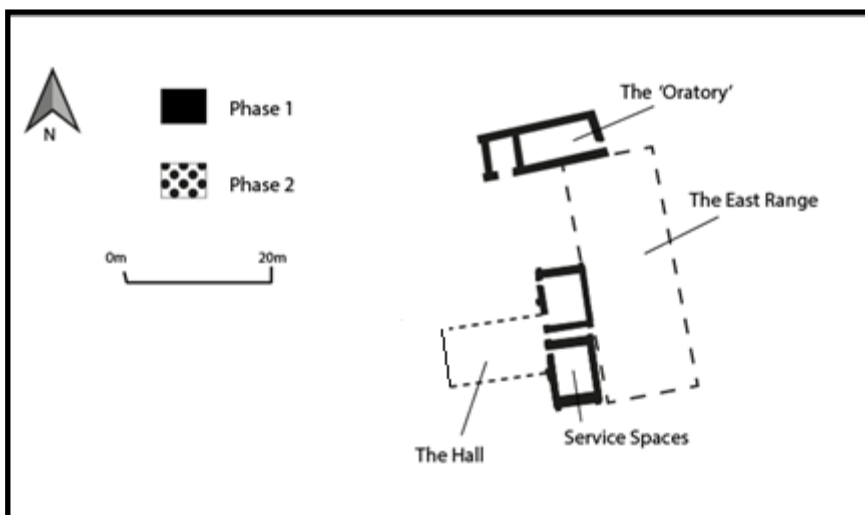 The 'Oratory'
Phase 1
N
Phase 2
The East Range
0m
20m
Service Spaces
The Hall